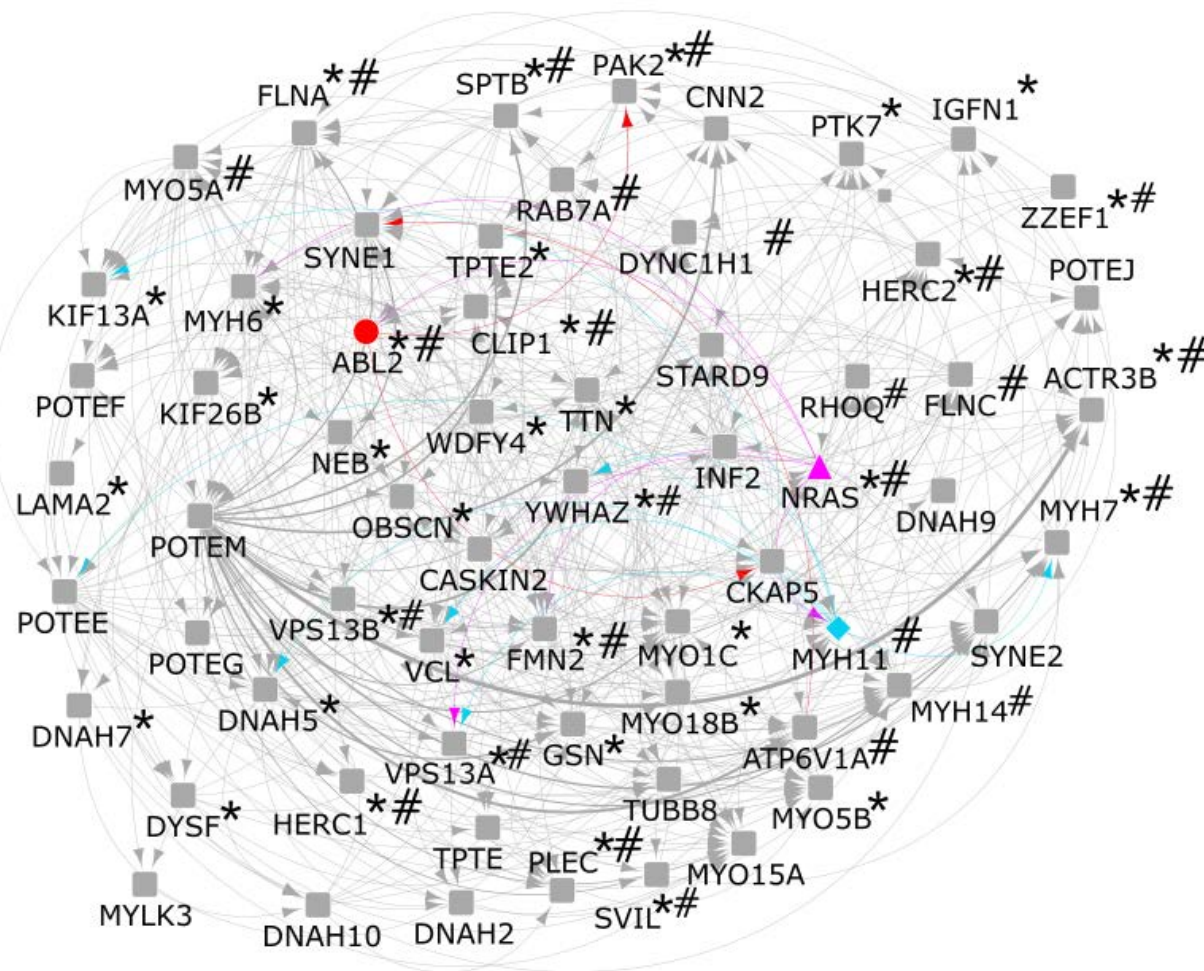 PAK2*#
SPTB*#
FLNA*#
CNN2
IGFN1*
PTK7*
MYO5A#
RAB7A#
ZZEF1*#
SYNE1
TPTE2*
DYNC1H1 #
HERC2*#
POTEJ
KIF13A*
MYH6*
CLIP1 *#
ABL2*#
STARD9
ACTR3B*#
POTEF
KIF26B*
RHOQ#
FLNC#
TTN*
WDFY4*
NEB*
INF2
LAMA2*
NRAS*#
OBSCN*
YWHAZ*#
DNAH9
MYH7*#
POTEM
CASKIN2
CKAP5
POTEE
VPS13B*#
POTEG
VCL*
FMN2*#
MYO1C*
MYH11#
SYNE2
DNAH7*
DNAH5*
MYO18B*
MYH14#
VPS13A*#
GSN*
ATP6V1A#
DYSF*
HERC1*#
TUBB8
MYO5B*
TPTE
PLEC*#
MYO15A
MYLK3
DNAH10
DNAH2
SVIL*#